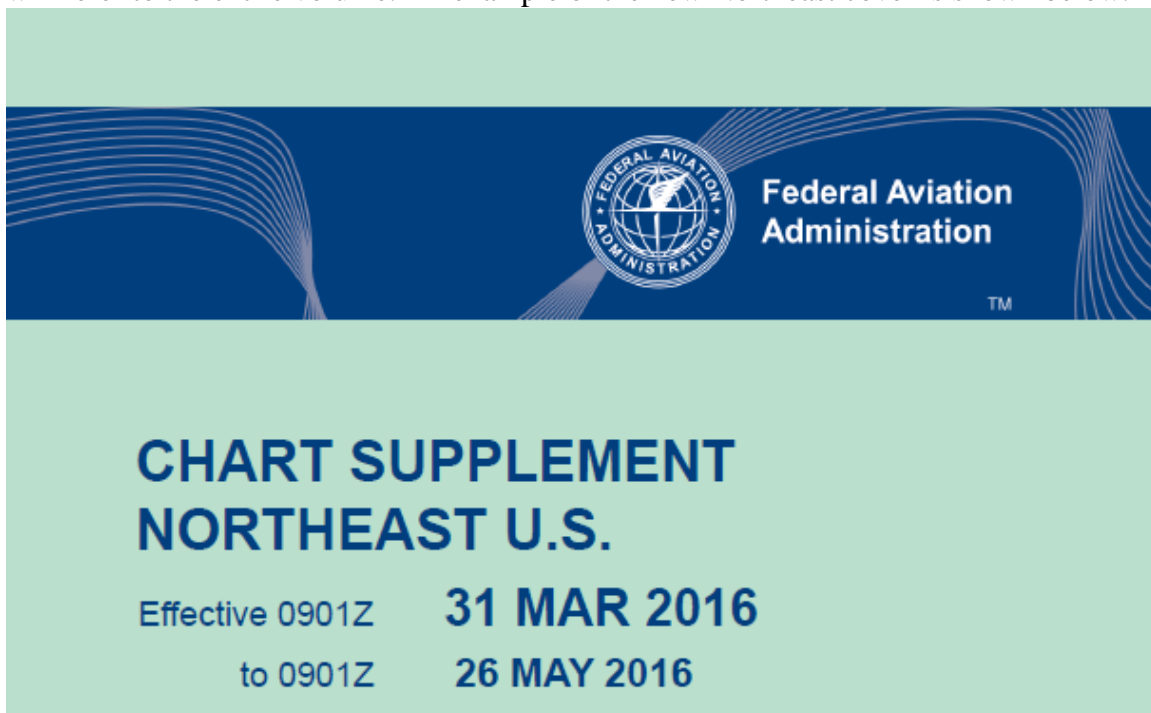 FEDERAL AVIATION
ADMINISTRATION
Federal Aviation
Administration
TM
CHART SUPPLEMENT
NORTHEAST U.S.
Effective 0901Z 31 MAR 2016
to 0901Z 26 MAY 2016